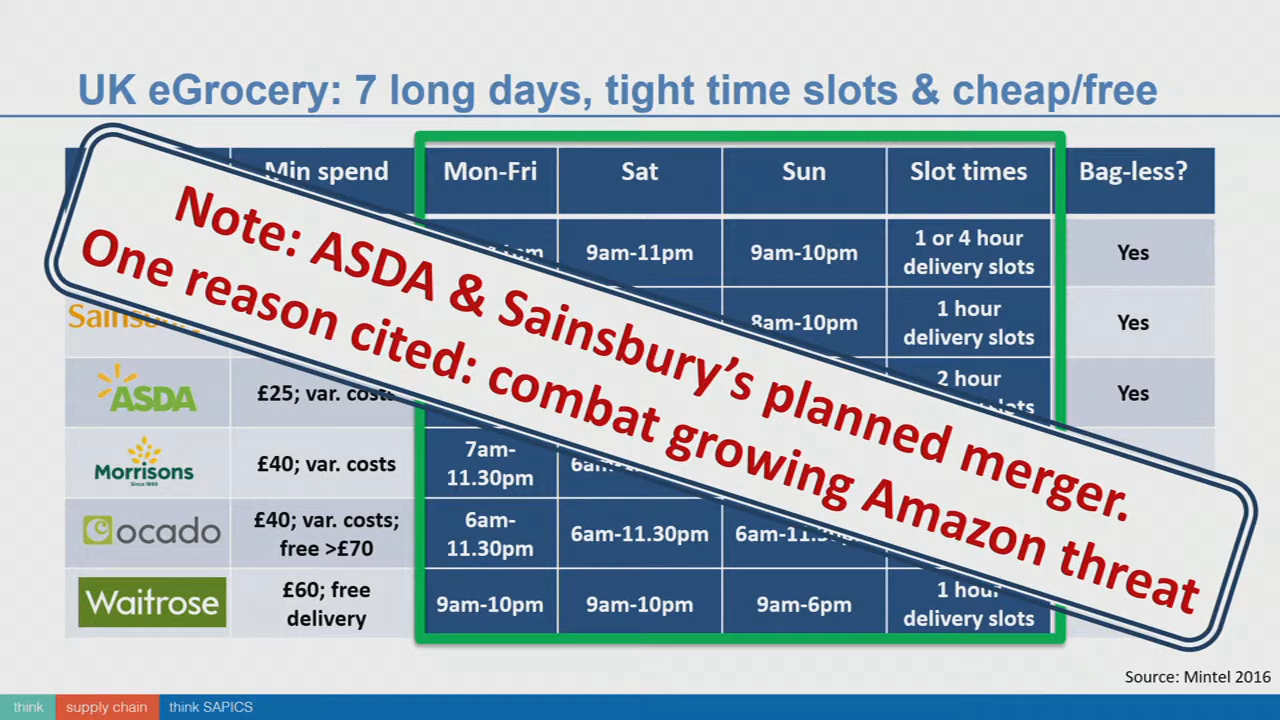 UK eGrocery: 7 long days, tight time slots & cheap/free
Min spend Mon-Fri Sat Sun Slot times Bag-less?
9am-11pm 9am-10pm 1 or 4 hour delivery slots Yes
8am-10pm 1 hour delivery slots Yes
ASDA £25; var. costs 2 hour Yes
Morrisons Since 1899 £40; var. costs 7am-11.30pm
ocado £40; var. costs; free >£70 6am-11.30pm 6am-11.30pm
Waitrose £60; free delivery 9am-10pm 9am-10pm 9am-6pm 1 hour delivery slots
Note: ASDA & Sainsbury’s planned merger.
One reason cited: combat growing Amazon threat
Source: Mintel 2016
think supply chain think SAPICS